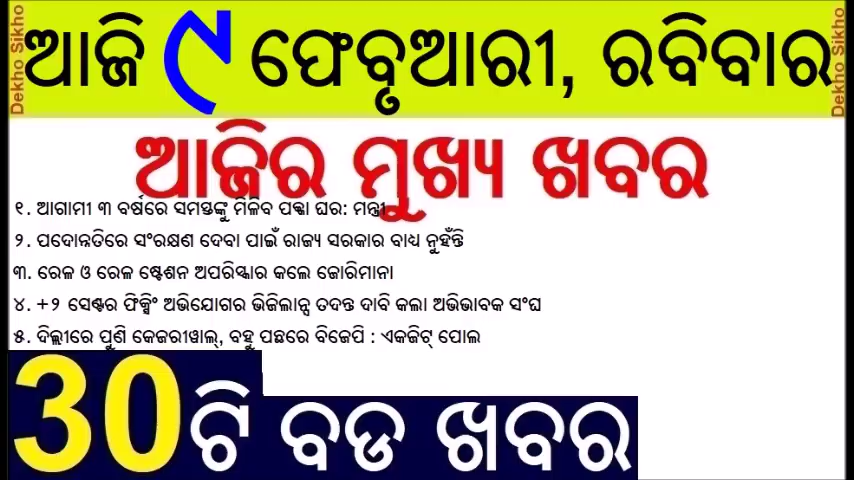 Dekho Sikho
Dekho Sikho
ଆଜି ୯ ଫେବୃଆରୀ, ରବିବାର
ଆଜିର ମୁଖ୍ୟ ଖବର
୧. ଆଗାମୀ ୩ ବର୍ଷରେ ସମସ୍ତଙ୍କୁ ମିଳିବ ପକ୍କା ଘର: ମନ୍ତ୍ରୀ
୨. ପଦୋନ୍ନତିରେ ସଂରକ୍ଷଣ ଦେବା ପାଇଁ ରାଜ୍ୟ ସରକାର ବାଧ୍ୟ ନୁହଁନ୍ତି
୩. ରେଳ ଓ ରେଳ ଷ୍ଟେଶନ ଅପରିସ୍କାର କଲେ ଜୋରିମାନା
୪. +୨ ସେଣ୍ଟର ଫିକ୍ସିଂ ଅଭିଯୋଗର ଭିଜିଲାନ୍ସ ତଦନ୍ତ ଦାବି କଲା ଅଭିଭାବକ ସଂଘ
୫. ଦିଲ୍ଲୀରେ ପୁଣି କେଜରୀୱାଲ୍, ବହୁ ପଛରେ ବିଜେପି : ଏକଜିଟ୍ ପୋଲ
30ଟି ବଡ ଖବର